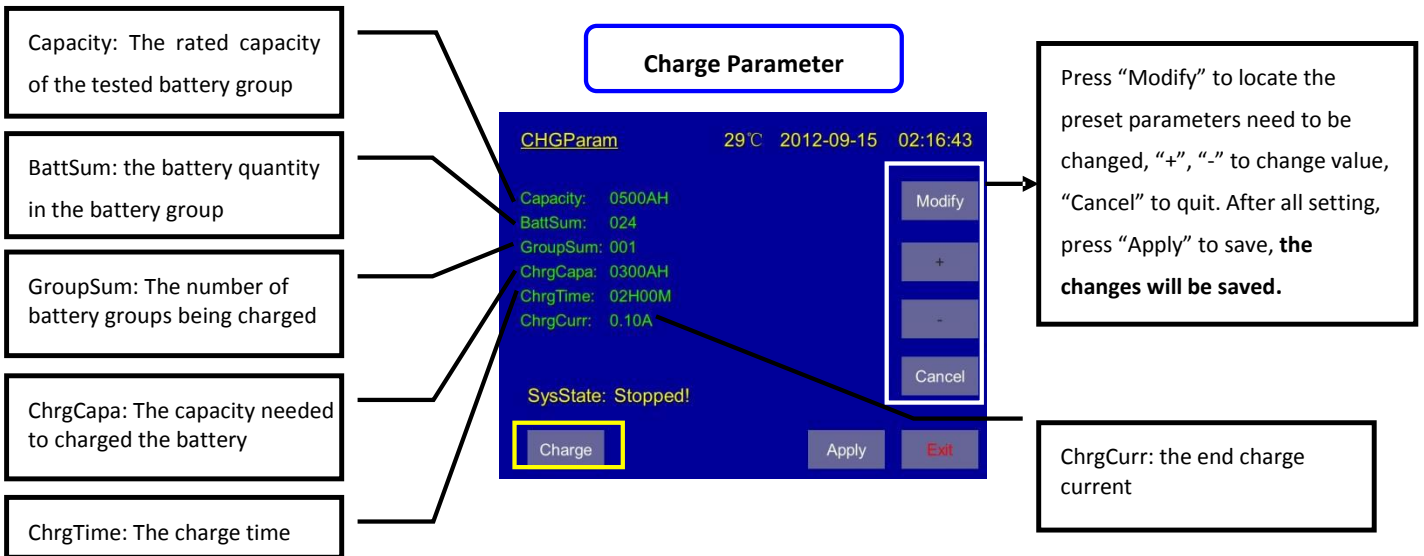 Capacity: The rated capacity
of the tested battery group
BattSum: the battery quantity
in the battery group
GroupSum: The number of
battery groups being charged
ChrgCapa: The capacity needed
to charged the battery
ChrgTime: The charge time
Charge Parameter
CHGParam 29℃ 2012-09-15 02:16:43
Capacity: 0500AH
BattSum: 024
GroupSum: 001
ChrgCapa: 0300AH
ChrgTime: 02H00M
ChrgCurr: 0.10A
SysState: Stopped!
Modify
+
-
Cancel
Charge Apply Exit
Press “Modify” to locate the
preset parameters need to be
changed, “+”, “-” to change value,
“Cancel” to quit. After all setting,
press “Apply” to save, the
changes will be saved.
ChrgCurr: the end charge
current